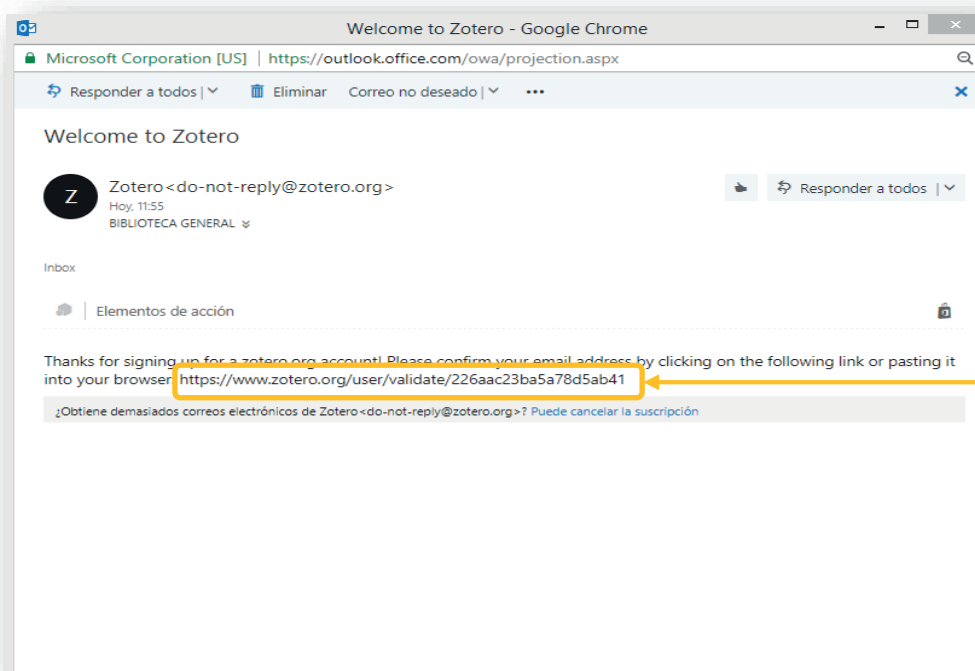 Welcome to Zotero - Google Chrome
Microsoft Corporation [US] | https://outlook.office.com/owa/projection.aspx
Responder a todos | Eliminar Correo no deseado | ...
Welcome to Zotero
Z
Zotero<do-not-reply@zotero.org>
Responder a todos |
Hoy, 11:55
BIBLIOTECA GENERAL
Inbox
Elementos de acción
Thanks for signing up for a zotero.org account! Please confirm your email address by clicking on the following link or pasting it
into your browser: https://www.zotero.org/user/validate/226aac23ba5a78d5ab41
¿Obtiene demasiados correos electrónicos de Zotero<do-not-reply@zotero.org>? Puede cancelar la suscripción